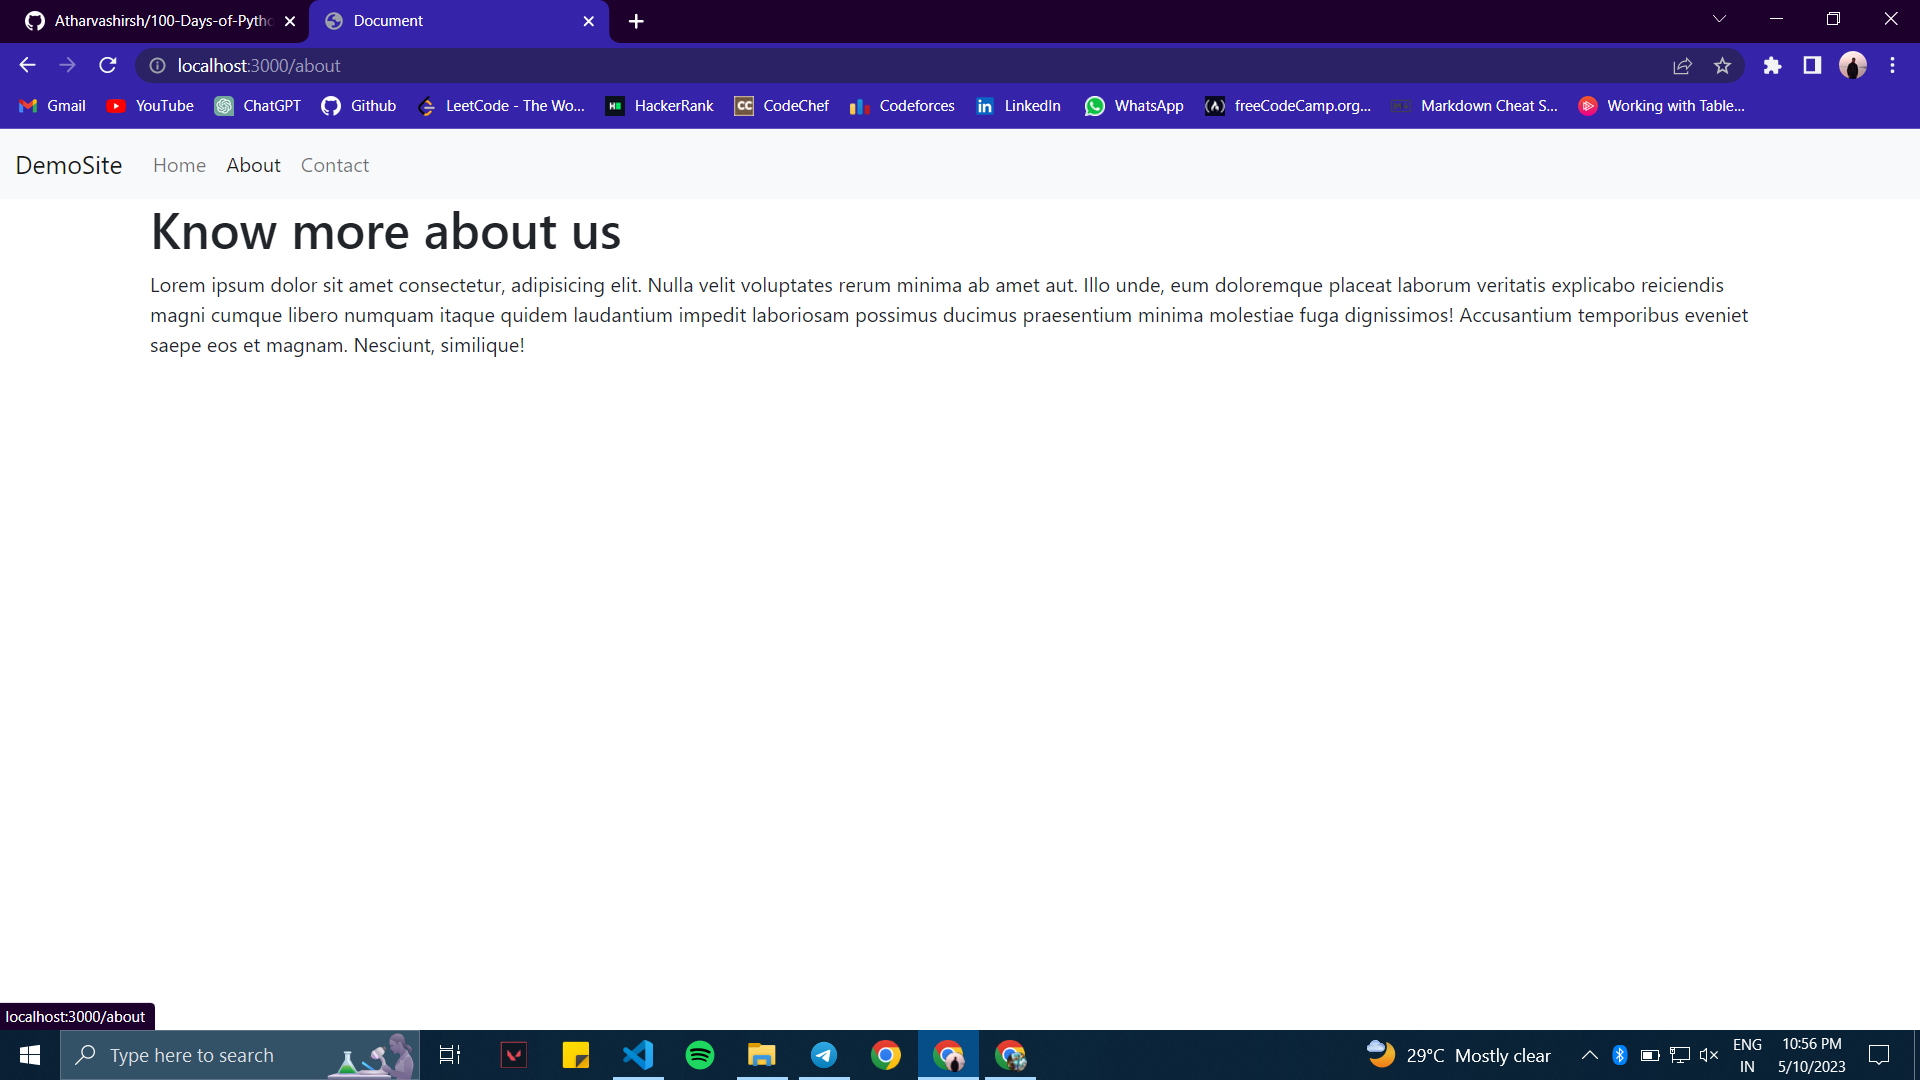 Atharvashirsh/100-Days-of-Pytho
Document
localhost:3000/about
Gmail
YouTube
ChatGPT
Github
LeetCode - The Wo...
HackerRank
CodeChef
Codeforces
LinkedIn
WhatsApp
freeCodeCamp.org...
Markdown Cheat S...
Working with Table...
DemoSite
Home
About
Contact
Know more about us
Lorem ipsum dolor sit amet consectetur, adipisicing elit. Nulla velit voluptates rerum minima ab amet aut. Illo unde, eum doloremque placeat laborum veritatis explicabo reiciendis
magni cumque libero numquam itaque quidem laudantium impedit laboriosam possimus ducimus praesentium minima molestiae fuga dignissimos! Accusantium temporibus eveniet
saepe eos et magnam. Nesciunt, similique!
localhost:3000/about
Type here to search
29°C Mostly clear
ENG
IN
10:56 PM
5/10/2023